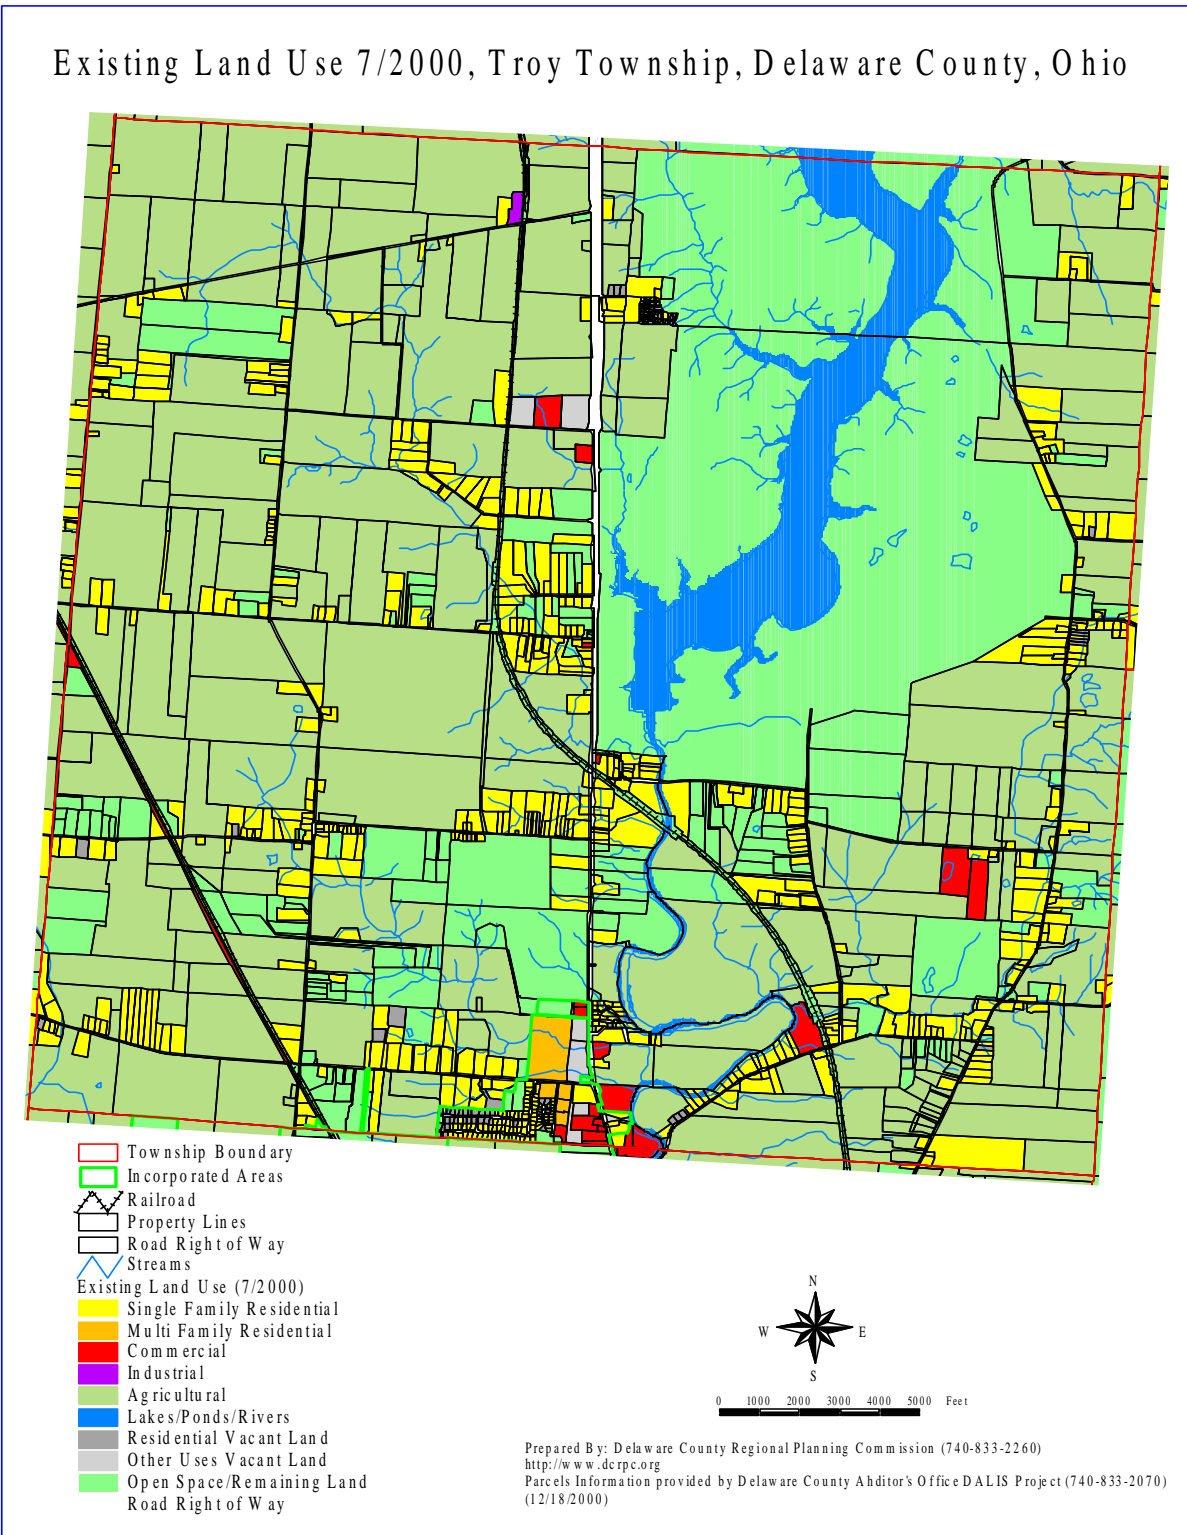 Existing Land Use 7/2000, Troy Township, Delaware County, Ohio
Township Boundary
Incorporated Areas
Railroad
Property Lines
Road Right of Way
Streams
Existing Land Use (7/2000)
Single Family Residential
Multi Family Residential
Commercial
Industrial
Agricultural
Lakes/Ponds/Rivers
Residential Vacant Land
Other Uses Vacant Land
Open Space/Remaining Land
Road Right of Way
N
W E
S
0 1000 2000 3000 4000 5000 Feet
Prepared By: Delaware County Regional Planning Commission (740-833-2260)
http://www.dcrpc.org
Parcels Information provided by Delaware County Ahditor's Office DALIS Project (740-833-2070)
(12/18/2000)